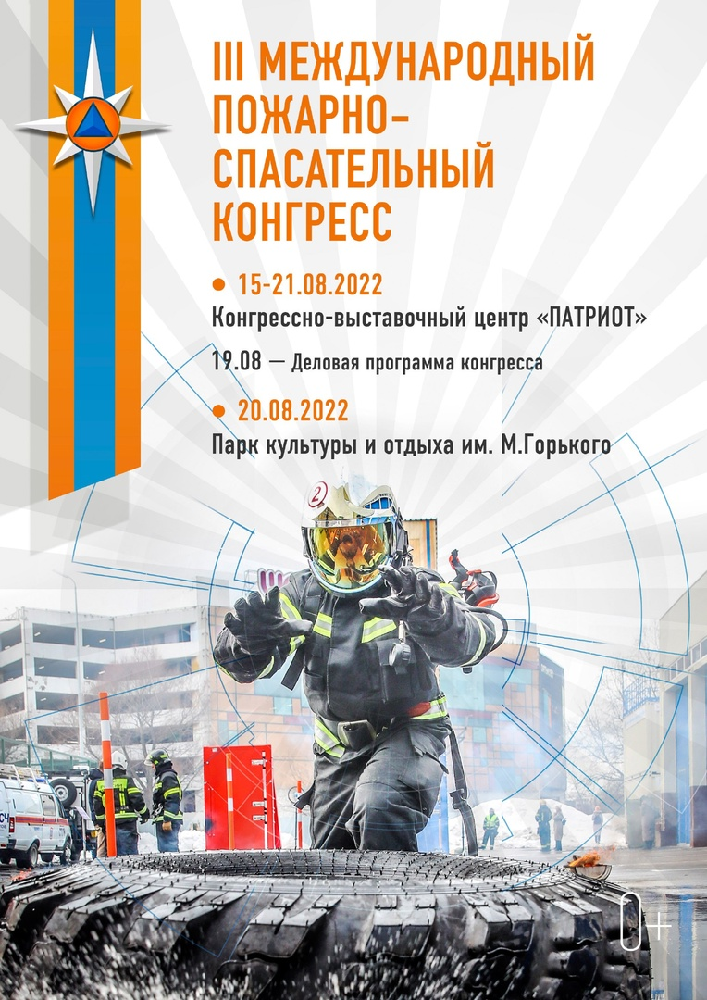 III МЕЖДУНАРОДНЫЙ
ПОЖАРНО-
СПАСАТЕЛЬНЫЙ
КОНГРЕСС
• 15-21.08.2022
Конгрессно-выставочный центр «ПАТРИОТ»
19.08 — Деловая программа конгресса
• 20.08.2022
Парк культуры и отдыха им. М.Горького
2
0+